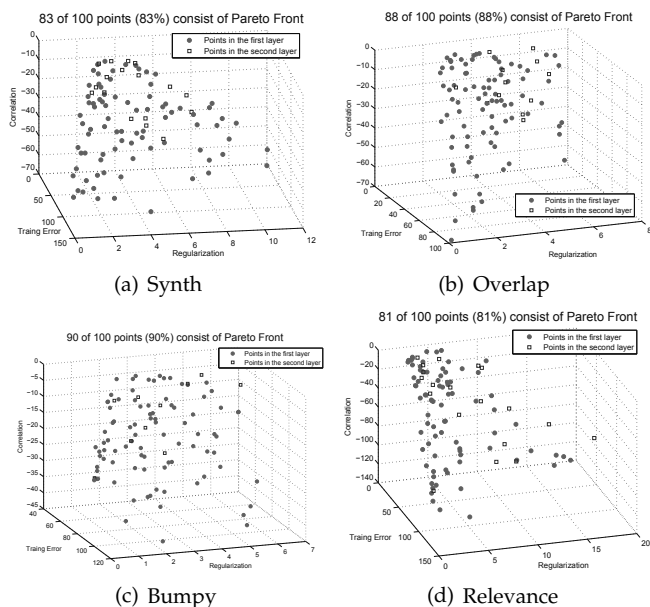 83 of 100 points (83%) consist of Pareto Front
Points in the first layer
Points in the second layer
0
-10
-20
-30
-40
-50
-60
-70
Correlation
0
50
100
150
Traing Error
0
2
4
6
8
10
12
Regularization
(a) Synth
88 of 100 points (88%) consist of Pareto Front
0
-10
-20
-30
-40
-50
-60
-70
Correlation
Points in the first layer
Points in the second layer
0
20
40
60
80
100
Traing Error
0
2
4
6
8
Regularization
(b) Overlap
90 of 100 points (90%) consist of Pareto Front
Points in the first layer
Points in the second layer
0
-5
-10
-15
-20
-25
-30
-35
-40
-45
Correlation
40
60
80
100
120
Traing Error
0
1
2
3
4
5
6
7
Regularization
(c) Bumpy
81 of 100 points (81%) consist of Pareto Front
Points in the first layer
Points in the second layer
0
-20
-40
-60
-80
-100
-120
-140
Correlation
0
50
100
150
Traing Error
0
5
10
15
20
Regularization
(d) Relevance